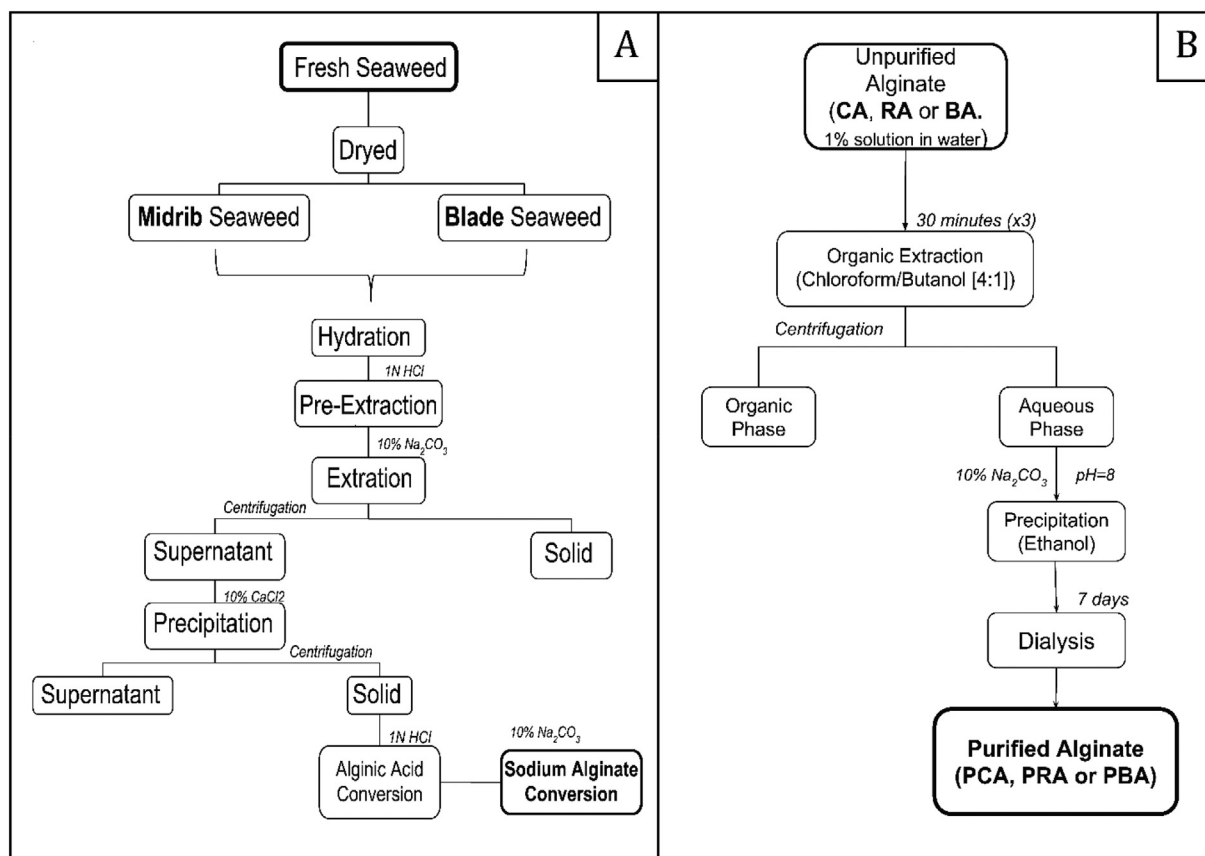 A
Fresh Seaweed
Dryed
Midrib Seaweed
Blade Seaweed
Hydration
1N HCl
Pre-Extraction
10% Na₂CO₃
Extration
Centrifugation
Supernatant
Solid
10% CaCl2
Precipitation
Centrifugation
Supernatant
Solid
1N HCl
10% Na₂CO₃
Alginic Acid
Conversion
Sodium Alginate
Conversion
B
Unpurified
Alginate
(CA, RA or BA.
1% solution in water)
30 minutes (x3)
Organic Extraction
(Chloroform/Butanol [4:1])
Centrifugation
Organic
Phase
Aqueous
Phase
10% Na₂CO₃
pH=8
Precipitation
(Ethanol)
7 days
Dialysis
Purified Alginate
(PCA, PRA or PBA)